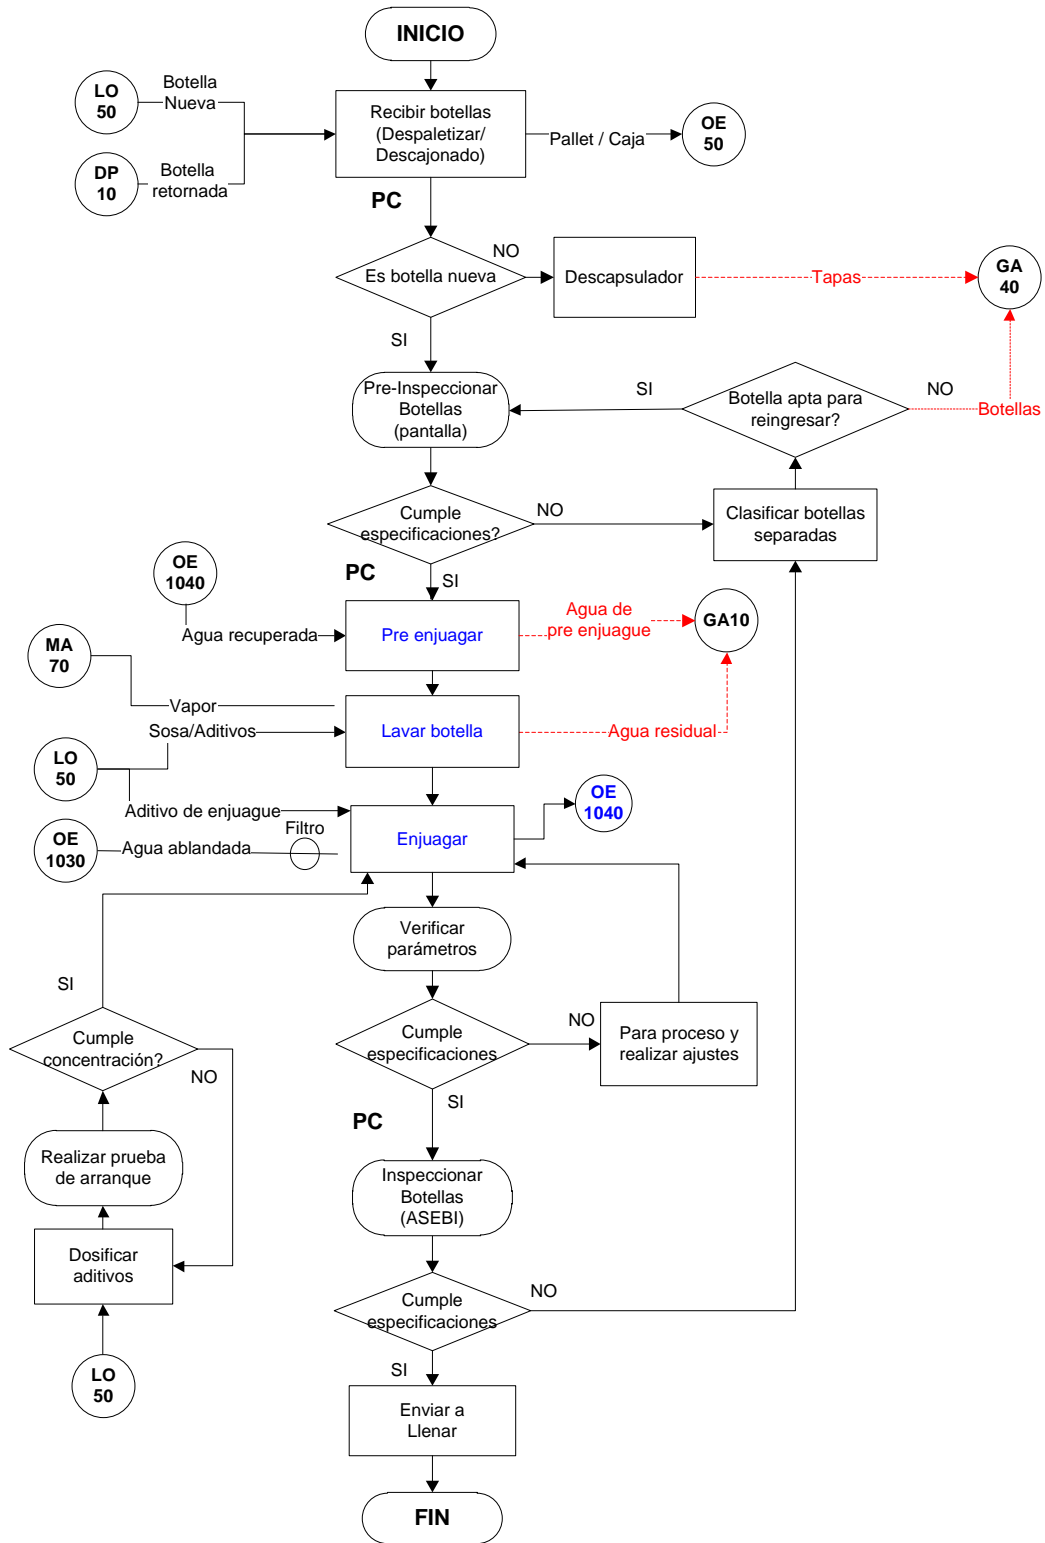 INICIO
LO
50
Botella
Nueva
Recibir botellas
(Despaletizar/
Descajonado)
Pallet / Caja
OE
50
DP
10
Botella
retornada
PC
Es botella nueva
NO
Descapsulador
Tapas
GA
40
SI
Pre-Inspeccionar
Botellas
(pantalla)
SI
Botella apta para
reingresar?
NO
Botellas
Cumple
especificaciones?
NO
Clasificar botellas
separadas
OE
1040
PC
SI
Agua recuperada
Pre enjuagar
Agua de
pre enjuague
GA10
MA
70
Vapor
Sosa/Aditivos
Lavar botella
Agua residual
LO
50
Aditivo de enjuague
OE
1040
OE
1030
Agua ablandada
Filtro
Enjuagar
Verificar
parámetros
SI
Cumple
concentración?
NO
Cumple
especificaciones
NO
Para proceso y
realizar ajustes
SI
PC
Realizar prueba
de arranque
Inspeccionar
Botellas
(ASEBI)
Dosificar
aditivos
Cumple
especificaciones
NO
LO
50
SI
Enviar a
Llenar
FIN